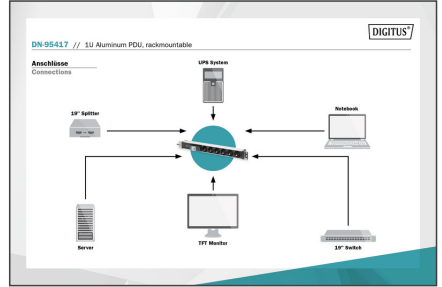 DIGITUS®
DN-95417 // 1U Aluminum PDU, rackmountable
Anschlüsse
Connections
UPS System
19" Splitter
Notebook
Server
TFT Monitor
19" Switch